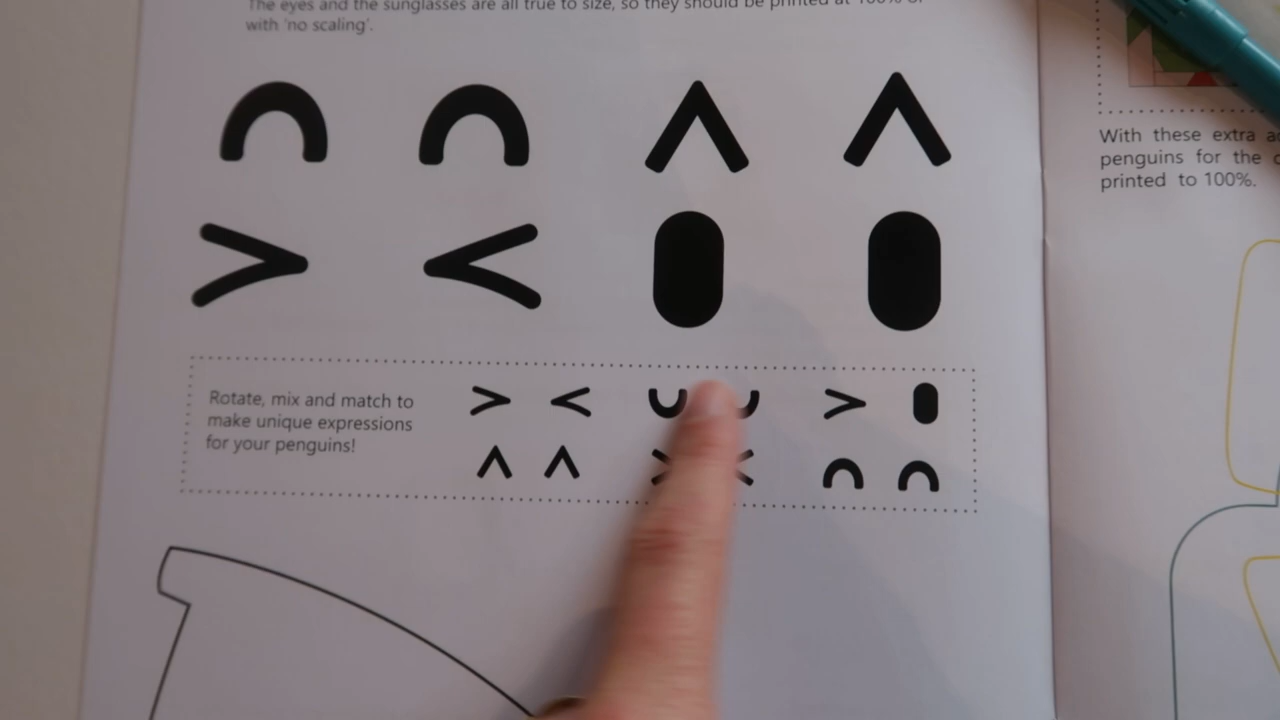 The eyes and the sunglasses are all true to size, so they should be printed at 100% or
with 'no scaling'.
Rotate, mix and match to
make unique expressions
for your penguins!
With these extra
penguins for the
printed to 100%.